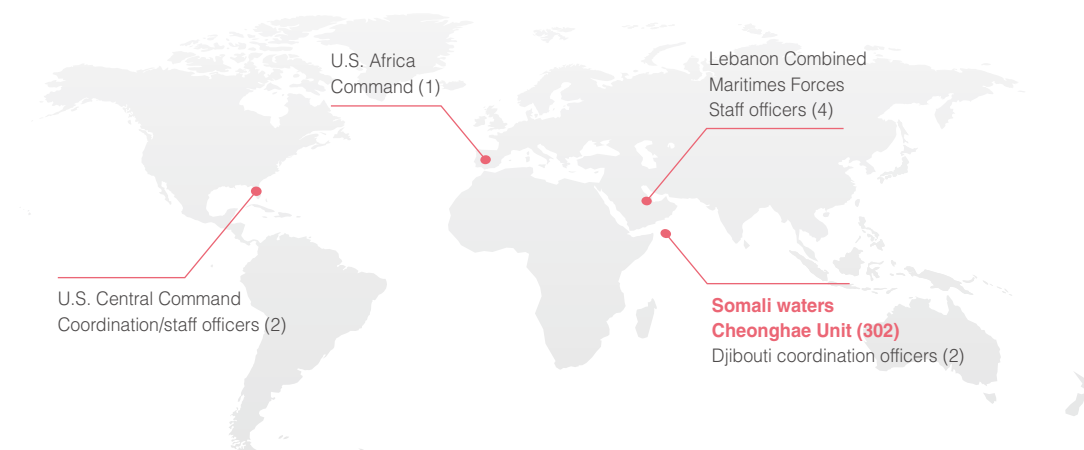 U.S. Africa
Command (1)
Lebanon Combined
Maritimes Forces
Staff officers (4)
U.S. Central Command
Coordination/staff officers (2)
Somali waters
Cheonghae Unit (302)
Djibouti coordination officers (2)